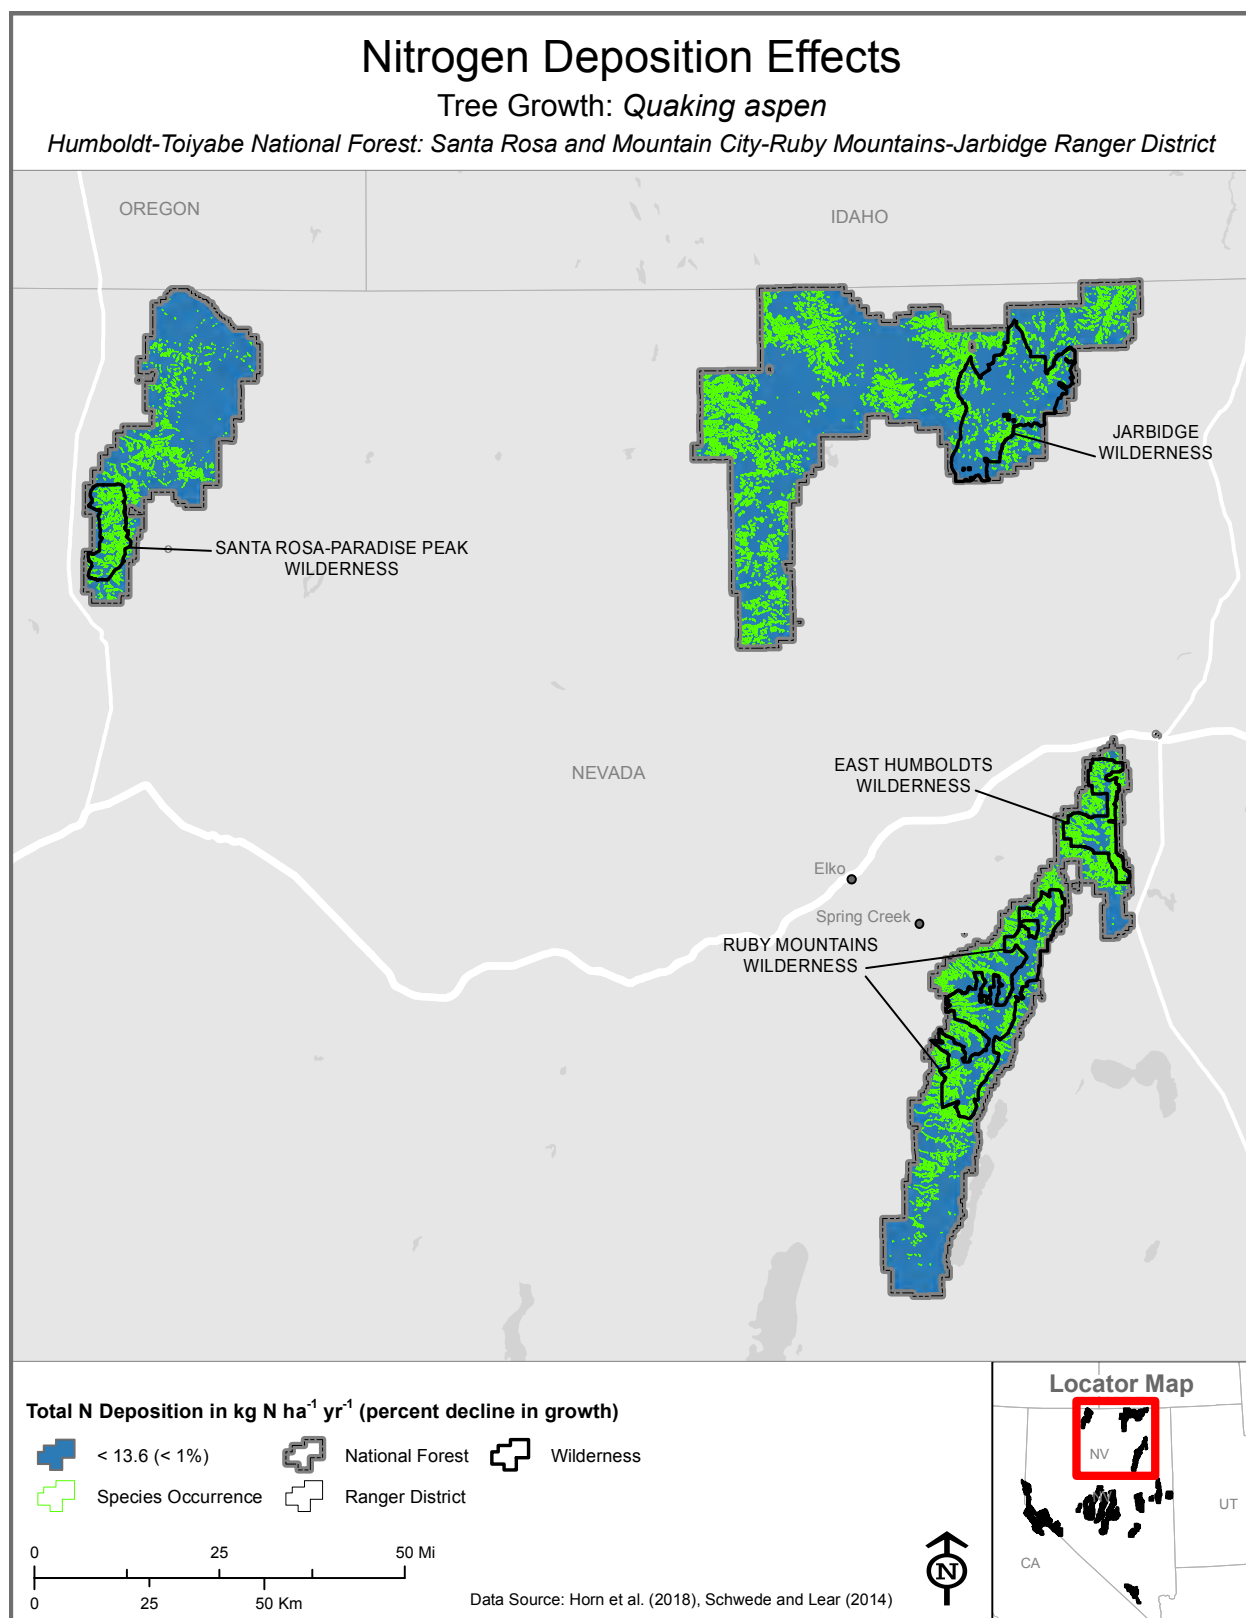 Nitrogen Deposition Effects
Tree Growth: Quaking aspen
Humboldt-Toiyabe National Forest: Santa Rosa and Mountain City-Ruby Mountains-Jarbidge Ranger District
OREGON
IDAHO
JARBIDGE
WILDERNESS
SANTA ROSA-PARADISE PEAK
WILDERNESS
NEVADA
EAST HUMBOLDTS
WILDERNESS
Elko
Spring Creek
RUBY MOUNTAINS
WILDERNESS
Total N Deposition in kg N ha⁻¹ yr⁻¹ (percent decline in growth)
< 13.6 (< 1%)
National Forest
Wilderness
Species Occurrence
Ranger District
0 25 50 Mi
0 25 50 Km
Data Source: Horn et al. (2018), Schwede and Lear (2014)
N
Locator Map
NV
NV
UT
CA